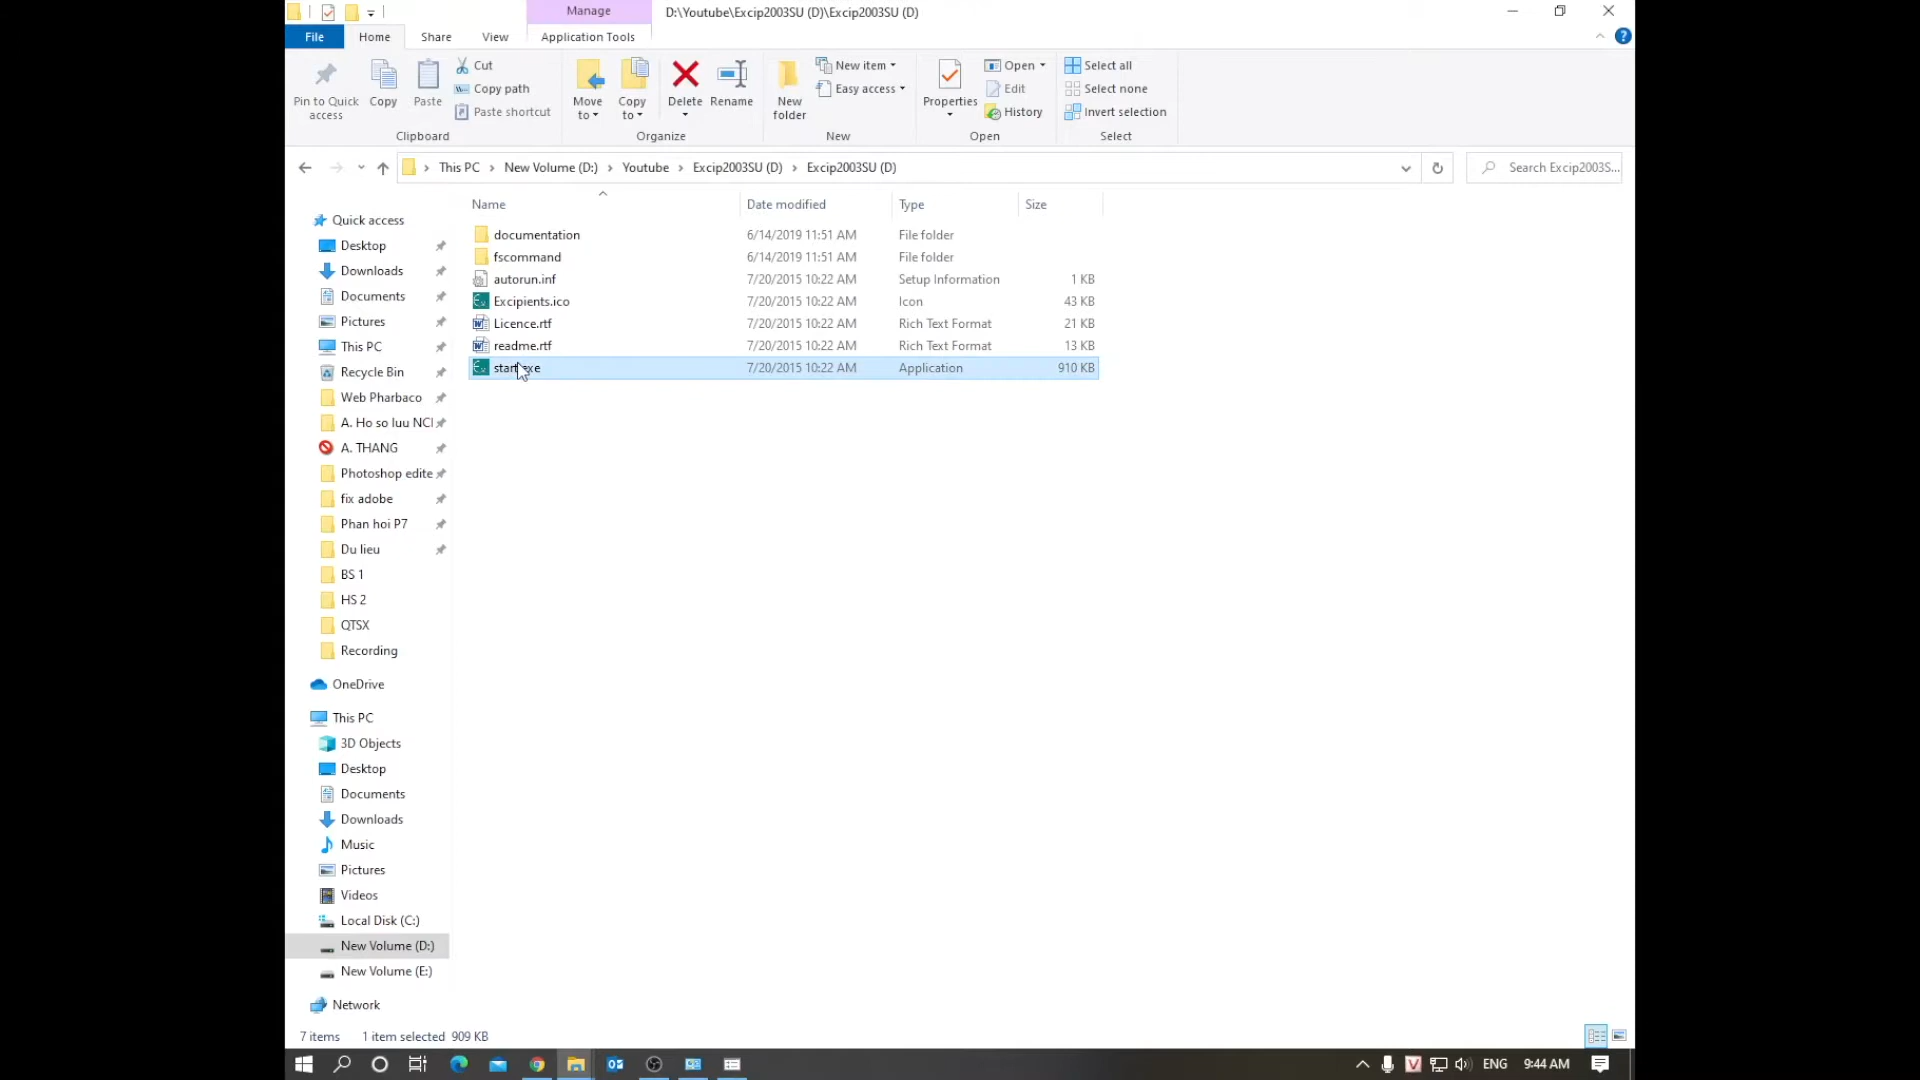 Manage
D:\Youtube\Excip2003SU (D)\Excip2003SU (D)
File
Home
Share
View
Application Tools
Pin to Quick access
Copy
Paste
Cut
Copy path
Paste shortcut
Clipboard
Move to
Copy to
Delete
Rename
Organize
New folder
New item
Easy access
New
Properties
Open
Edit
History
Open
Select all
Select none
Invert selection
Select
This PC
New Volume (D:)
Youtube
Excip2003SU (D)
Excip2003SU (D)
Search Excip2003S...
Name Date modified Type Size
documentation 6/14/2019 11:51 AM File folder
fscommand 6/14/2019 11:51 AM File folder
autorun.inf 7/20/2015 10:22 AM Setup Information 1 KB
Excipients.ico 7/20/2015 10:22 AM Icon 43 KB
Licence.rtf 7/20/2015 10:22 AM Rich Text Format 21 KB
readme.rtf 7/20/2015 10:22 AM Rich Text Format 13 KB
start.exe 7/20/2015 10:22 AM Application 910 KB
Quick access
Desktop
Downloads
Documents
Pictures
This PC
Recycle Bin
Web Pharbaco
A. Ho so luu NC
A. THANG
Photoshop edite
fix adobe
Phan hoi P7
Du lieu
BS 1
HS 2
QTSX
Recording
OneDrive
This PC
3D Objects
Desktop
Documents
Downloads
Music
Pictures
Videos
Local Disk (C:)
New Volume (D:)
New Volume (E:)
Network
7 items 1 item selected 909 KB
ENG 9:44 AM